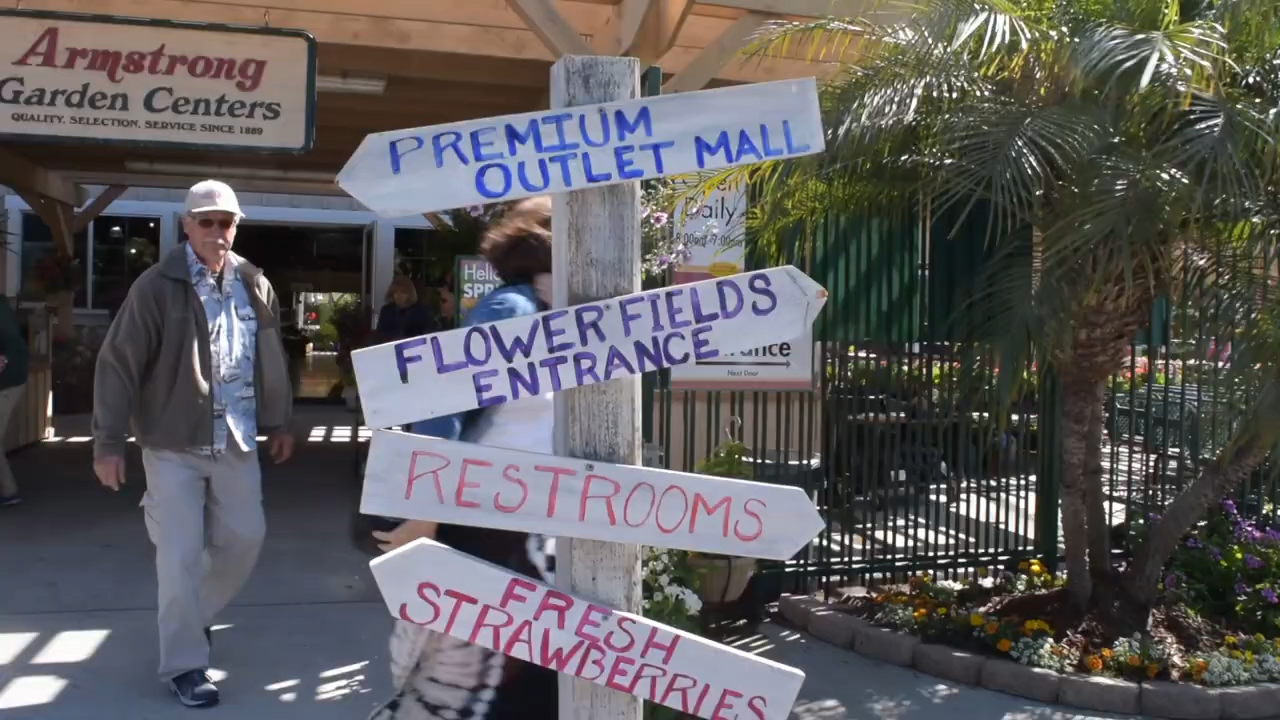 Armstrong
Garden Centers
QUALITY, SELECTION, SERVICE SINCE 1889
PREMIUM
OUTLET MALL
Daily
FLOWER FIELDS
ENTRANCE
Next Door
RESTROOMS
FRESH
STRAWBERRIES